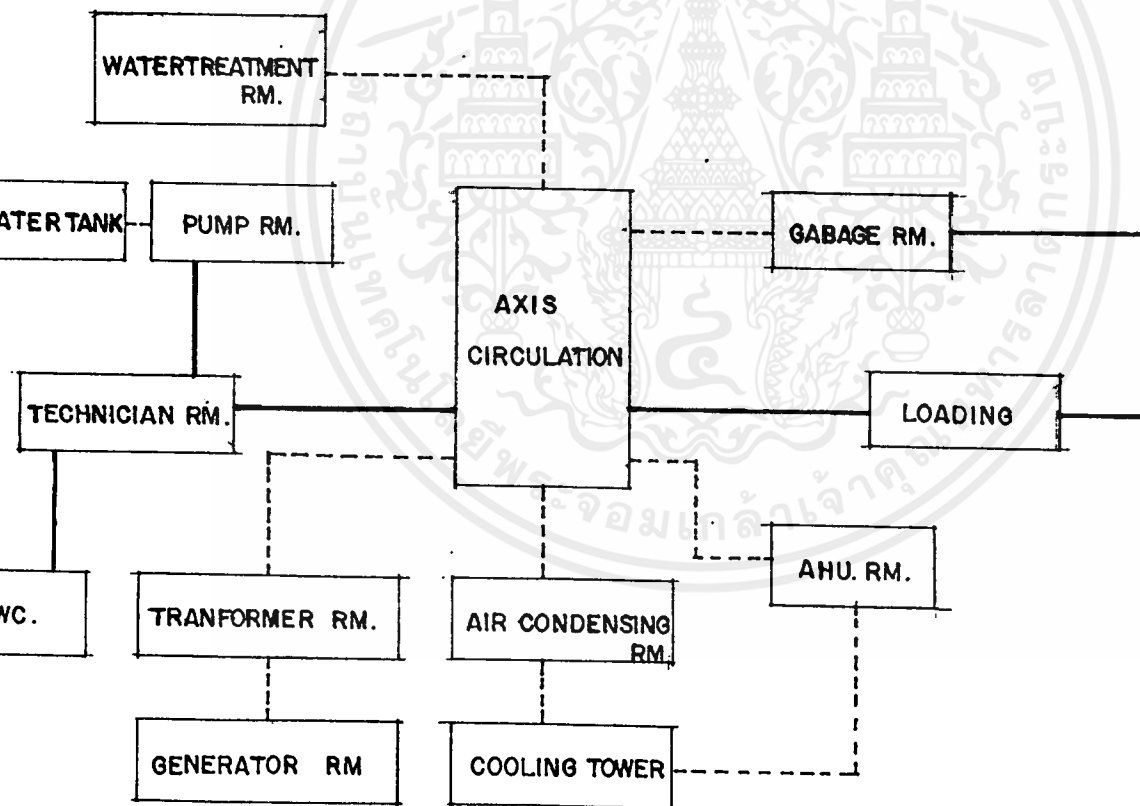 WATERTREATMENT
RM.
ATER TANK
PUMP RM.
GABAGE RM.
AXIS
CIRCULATION
TECHNICIAN RM.
LOADING
AHU. RM.
WC.
TRANFORMER RM.
AIR CONDENSING
RM
GENERATOR RM
COOLING TOWER